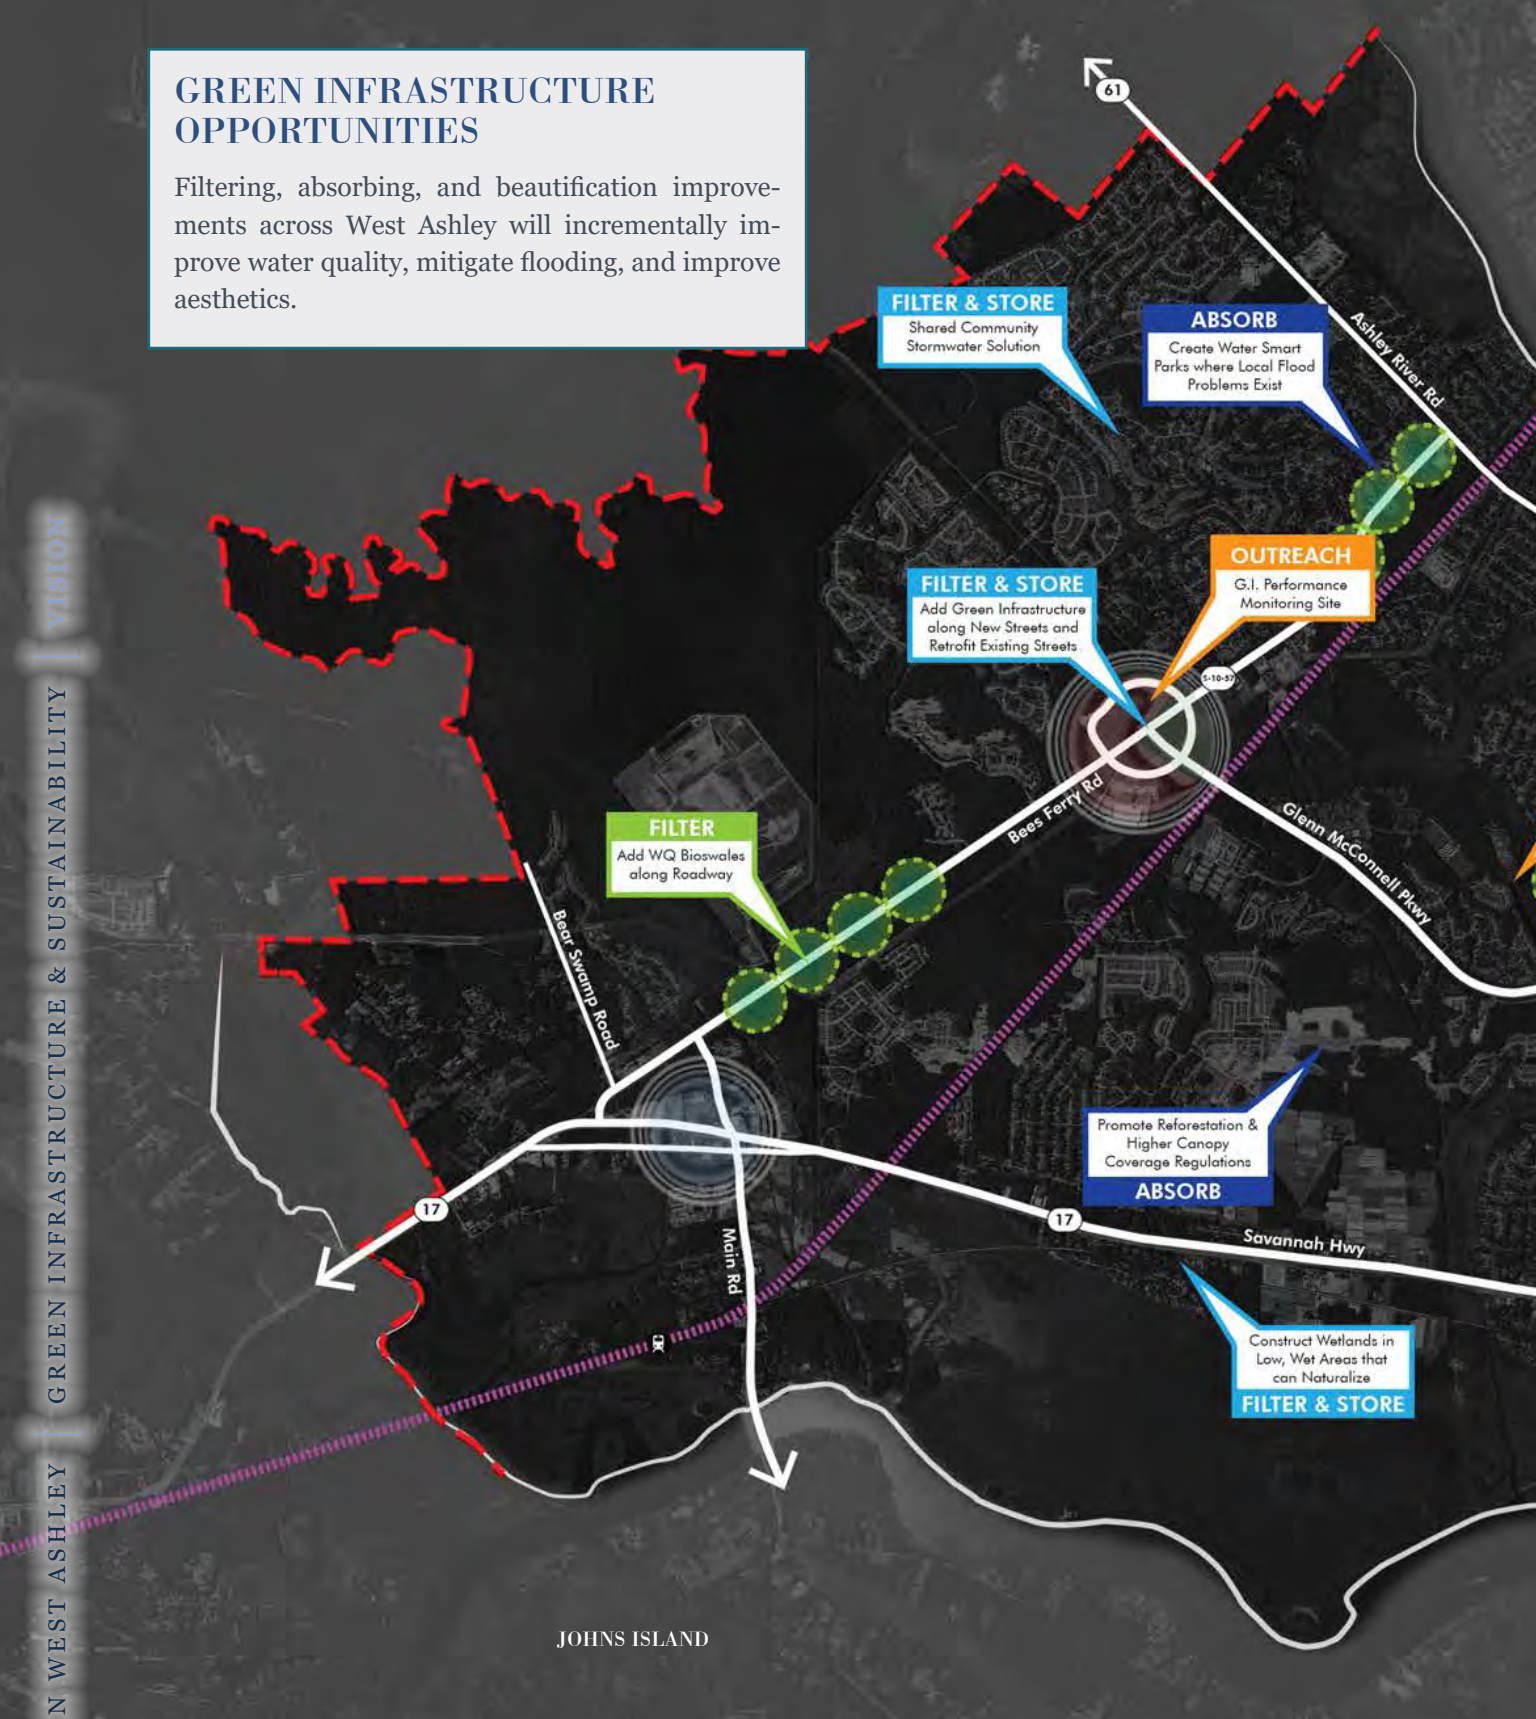 GREEN INFRASTRUCTURE
OPPORTUNITIES
Filtering, absorbing, and beautification improve-
ments across West Ashley will incrementally im-
prove water quality, mitigate flooding, and improve
aesthetics.
61
FILTER & STORE
Shared Community
Stormwater Solution
ABSORB
Create Water Smart
Parks where Local Flood
Problems Exist
Ashley River Rd
OUTREACH
G.I. Performance
Monitoring Site
FILTER & STORE
Add Green Infrastructure
along New Streets and
Retrofit Existing Streets
S-10-57
Bees Ferry Rd
Glenn McConnell Pkwy
FILTER
Add WQ Bioswales
along Roadway
Bear Swamp Road
Promote Reforestation &
Higher Canopy
Coverage Regulations
ABSORB
17
17
Savannah Hwy
Main Rd
Construct Wetlands in
Low, Wet Areas that
can Naturalize
FILTER & STORE
JOHNS ISLAND
N WEST ASHLEY | GREEN INFRASTRUCTURE & SUSTAINABILITY | VISION